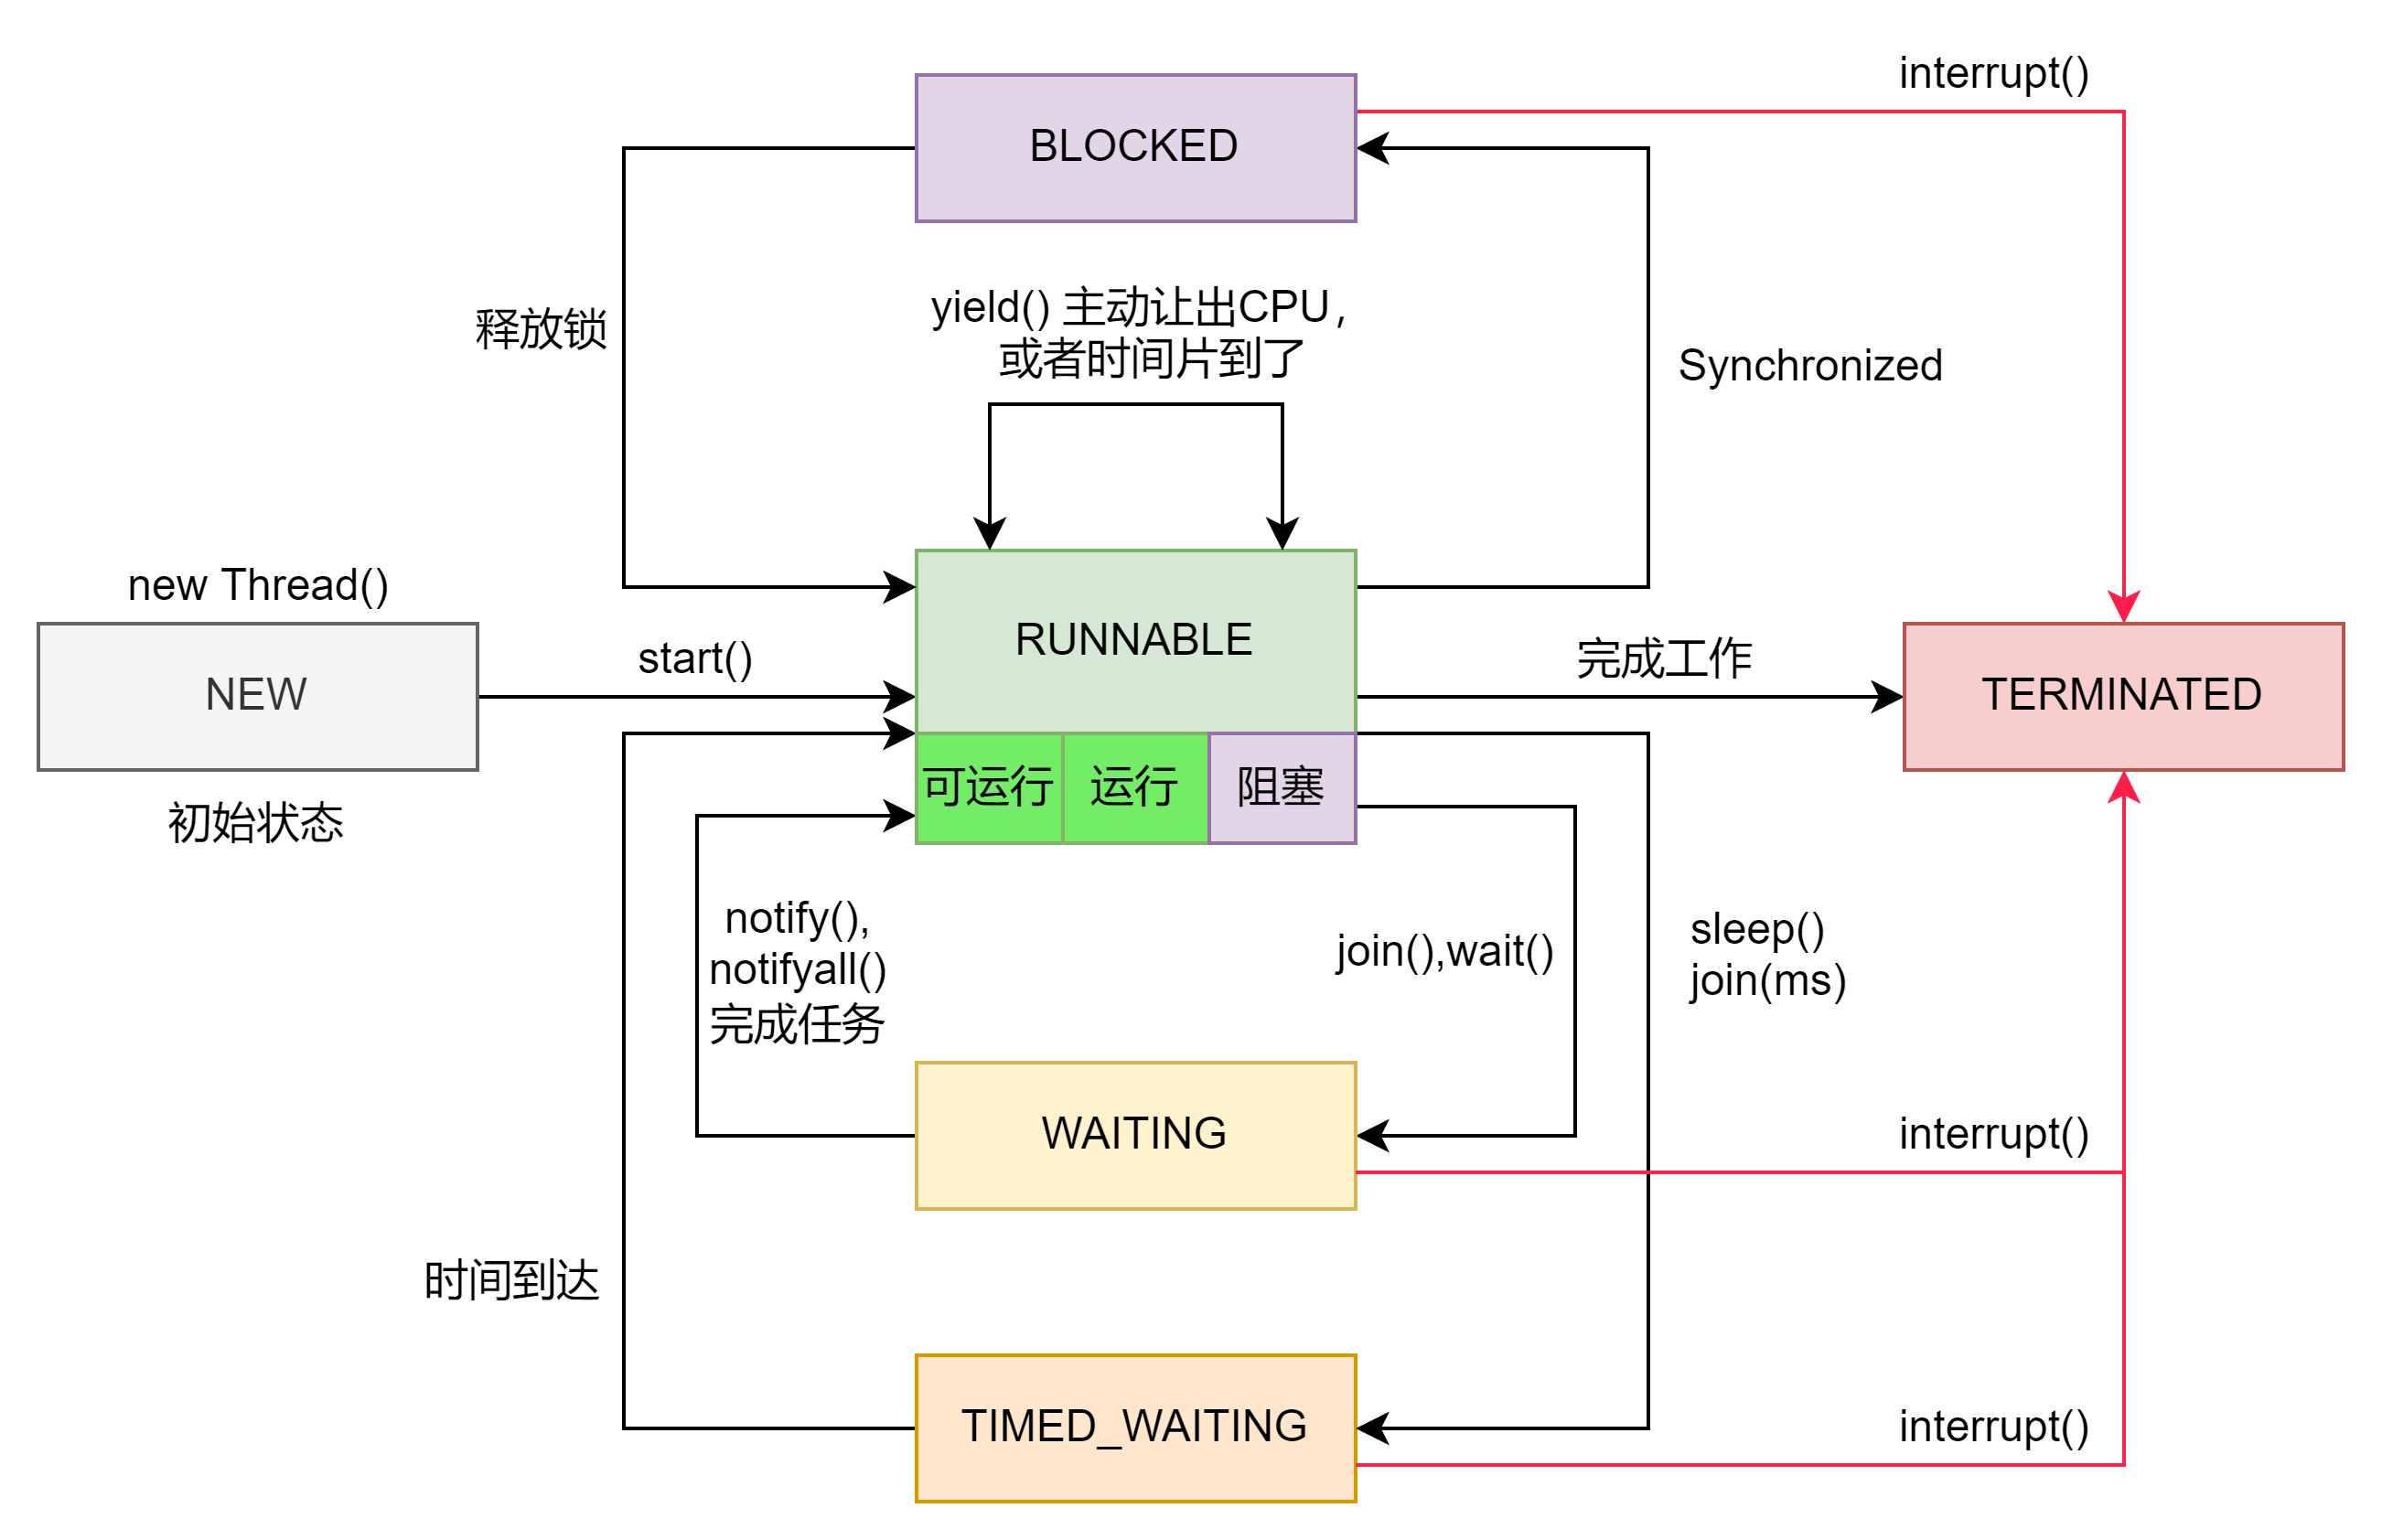 interrupt()
BLOCKED
释放锁
yield() 主动让出CPU，
或者时间片到了
Synchronized
new Thread()
NEW
初始状态
start()
RUNNABLE
可运行
运行
阻塞
完成工作
TERMINATED
notify(),
notifyall()
完成任务
join(),wait()
sleep()
join(ms)
WAITING
interrupt()
时间到达
TIMED_WAITING
interrupt()